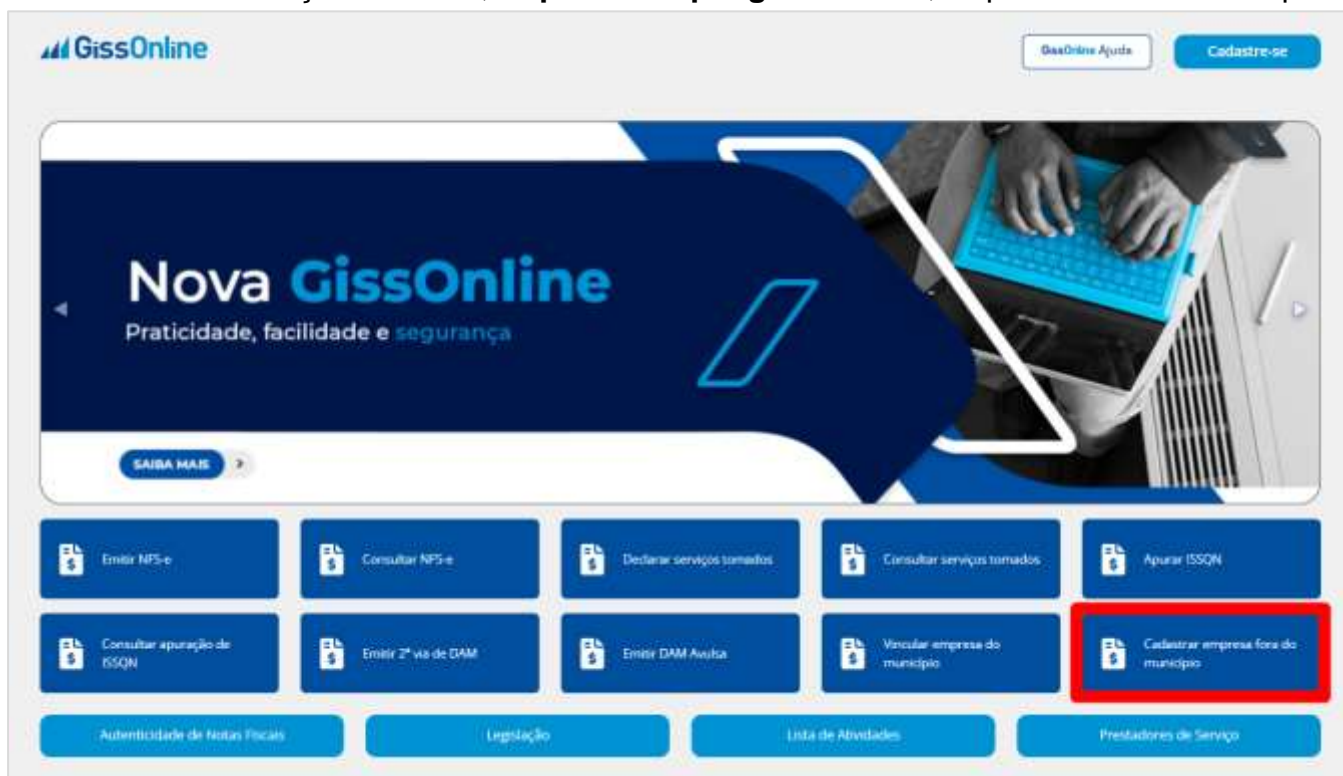 GissOnline
GissOnline Ajuda
Cadastre-se
Nova GissOnline
Praticidade, facilidade e segurança
SAIBA MAIS
Emitir NFS-e
Consultar NFS-e
Declarar serviços tomados
Consultar serviços tomados
Apurar ISSQN
Consultar apuração de
ISSQN
Emitir 2ª via de DAM
Emitir DAM Avulsa
Vincular empresa do
município
Cadastrar empresa fora do
município
Autenticidade de Notas Fiscais
Legislação
Lista de Atividades
Prestadores de Serviço